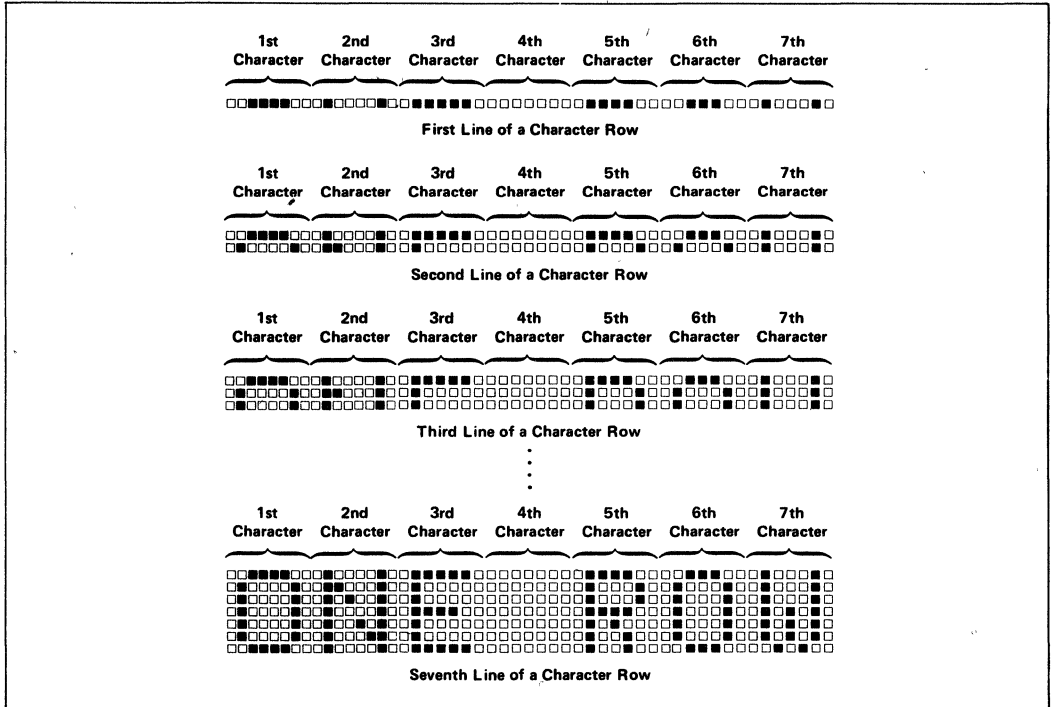 1st 2nd 3rd 4th 5th 6th 7th
Character Character Character Character Character Character Character
First Line of a Character Row
1st 2nd 3rd 4th 5th 6th 7th
Character Character Character Character Character Character Character
Second Line of a Character Row
1st 2nd 3rd 4th 5th 6th 7th
Character Character Character Character Character Character Character
Third Line of a Character Row
1st 2nd 3rd 4th 5th 6th 7th
Character Character Character Character Character Character Character
ONE ROW
Seventh Line of a Character Row